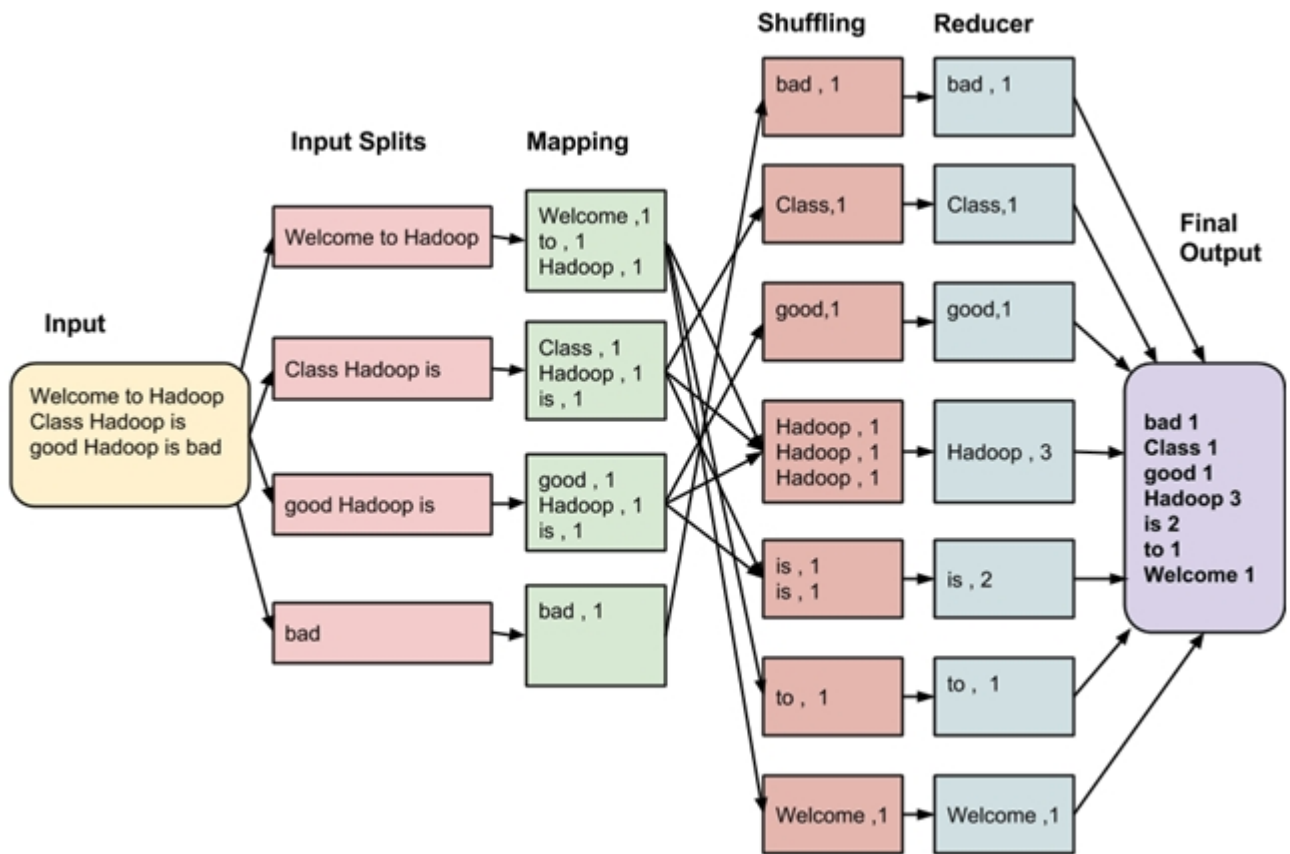 Input
Welcome to Hadoop
Class Hadoop is
good Hadoop is bad
Input Splits
Welcome to Hadoop
Class Hadoop is
good Hadoop is
bad
Mapping
Welcome ,1
to , 1
Hadoop , 1
Class , 1
Hadoop , 1
is , 1
good , 1
Hadoop , 1
is , 1
bad , 1
Shuffling
bad , 1
Class,1
good,1
Hadoop , 1
Hadoop , 1
Hadoop , 1
is , 1
is , 1
to , 1
Welcome ,1
Reducer
bad , 1
Class,1
good,1
Hadoop , 3
is , 2
to , 1
Welcome ,1
Final
Output
bad 1
Class 1
good 1
Hadoop 3
is 2
to 1
Welcome 1